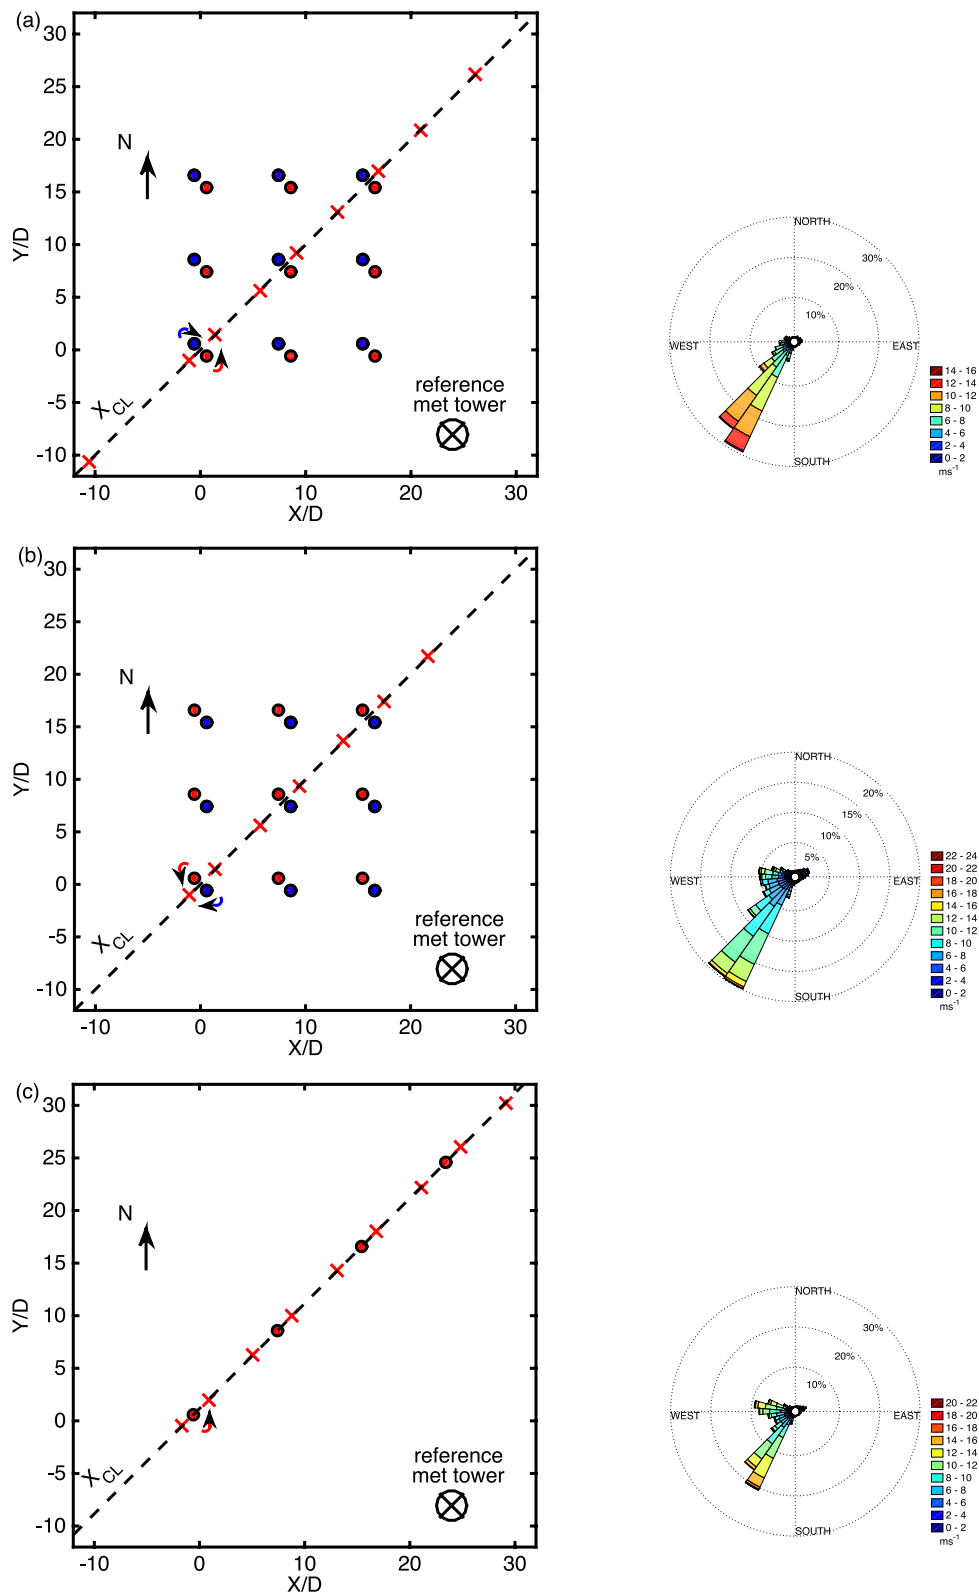 (a)
30
25
20
15
10
5
0
-5
-10
Y/D
N
X_CL
reference
met tower
-10 0 10 20 30
X/D
NORTH
30%
20%
10%
WEST
EAST
SOUTH
14 - 16
12 - 14
10 - 12
8 - 10
6 - 8
4 - 6
2 - 4
0 - 2
ms⁻¹
(b)
30
25
20
15
10
5
0
-5
-10
Y/D
N
X_CL
reference
met tower
-10 0 10 20 30
X/D
NORTH
20%
15%
10%
5%
WEST
EAST
SOUTH
22 - 24
20 - 22
18 - 20
16 - 18
14 - 16
12 - 14
10 - 12
8 - 10
6 - 8
4 - 6
2 - 4
0 - 2
ms⁻¹
(c)
30
25
20
15
10
5
0
-5
-10
Y/D
N
X_CL
reference
met tower
-10 0 10 20 30
X/D
NORTH
30%
20%
10%
WEST
EAST
SOUTH
20 - 22
18 - 20
16 - 18
14 - 16
12 - 14
10 - 12
8 - 10
6 - 8
4 - 6
2 - 4
0 - 2
ms⁻¹